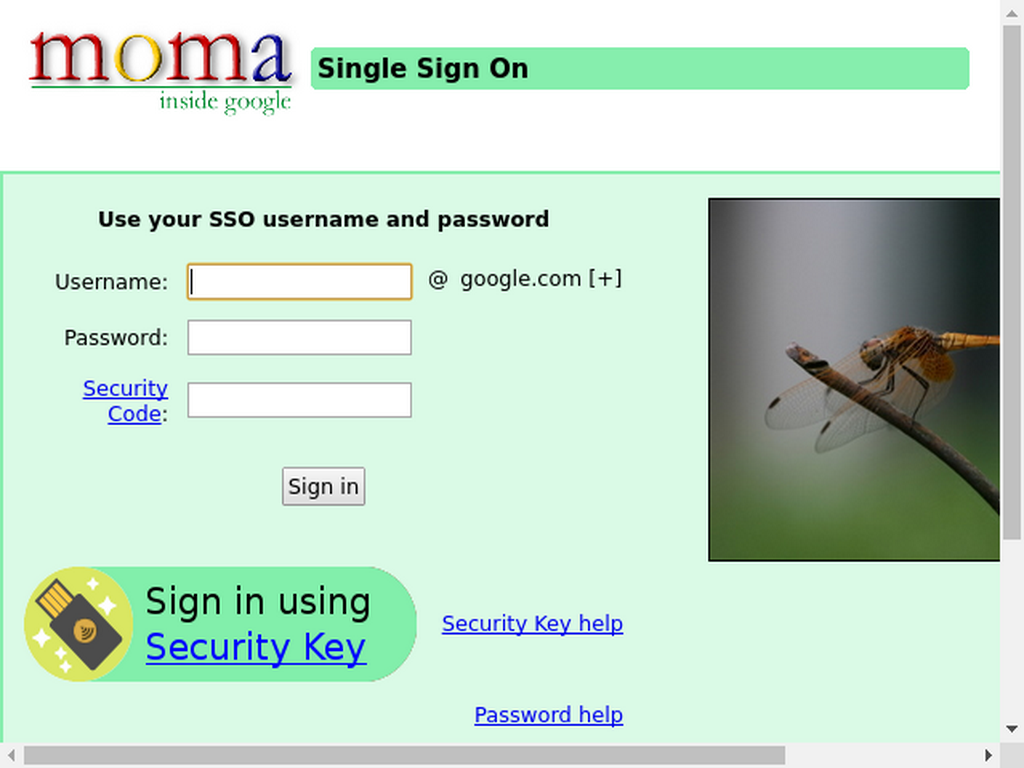 moma
inside google
Single Sign On
Use your SSO username and password
Username:
@ google.com [+]
Password:
Security
Code:
Sign in
Sign in using
Security Key
Security Key help
Password help